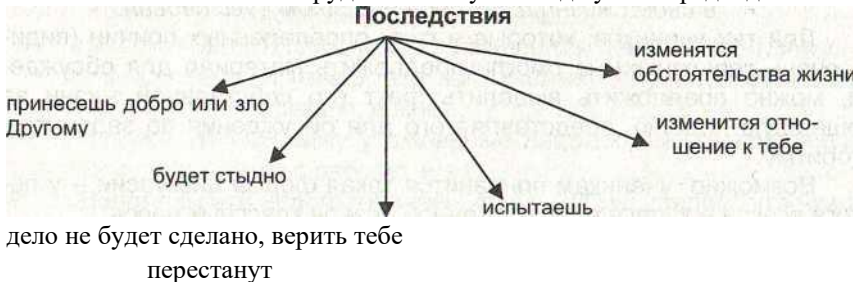 Последствия
изменятся
обстоятельства жизни
принесешь добро или зло
Другому
изменится отно-
шение к тебе
будет стыдно
испытаешь
дело не будет сделано, верить тебе
перестанут